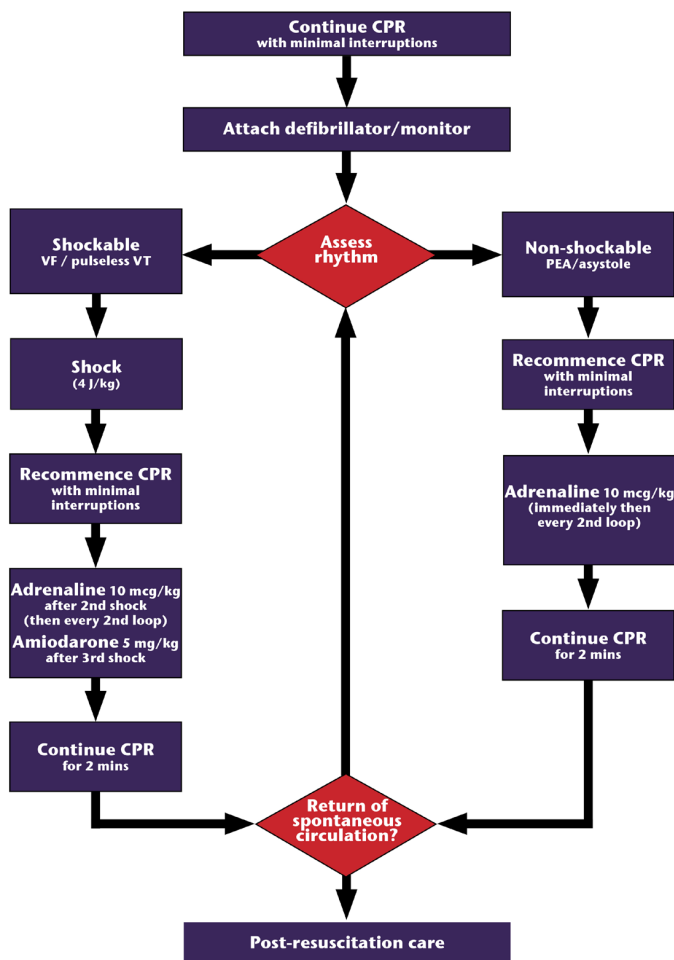 Continue CPR
with minimal interruptions
Attach defibrillator/monitor
Assess
rhythm
Shockable
VF / pulseless VT
Shock
(4 J/kg)
Recommence CPR
with minimal
interruptions
Adrenaline 10 mcg/kg
after 2nd shock
(then every 2nd loop)
Amiodarone 5 mg/kg
after 3rd shock
Continue CPR
for 2 mins
Non-shockable
PEA/asystole
Recommence CPR
with minimal
interruptions
Adrenaline 10 mcg/kg
(immediately then
every 2nd loop)
Continue CPR
for 2 mins
Return of
spontaneous
circulation?
Post-resuscitation care